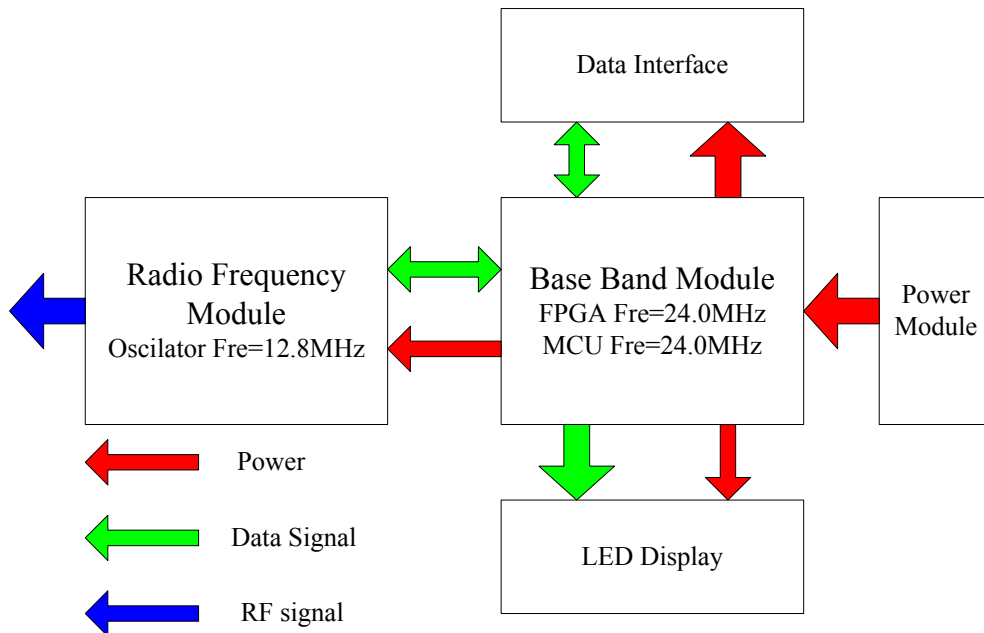 Data Interface
Radio Frequency
Module
Oscilator Fre=12.8MHz
Base Band Module
FPGA Fre=24.0MHz
MCU Fre=24.0MHz
Power
Module
Power
Data Signal
RF signal
LED Display